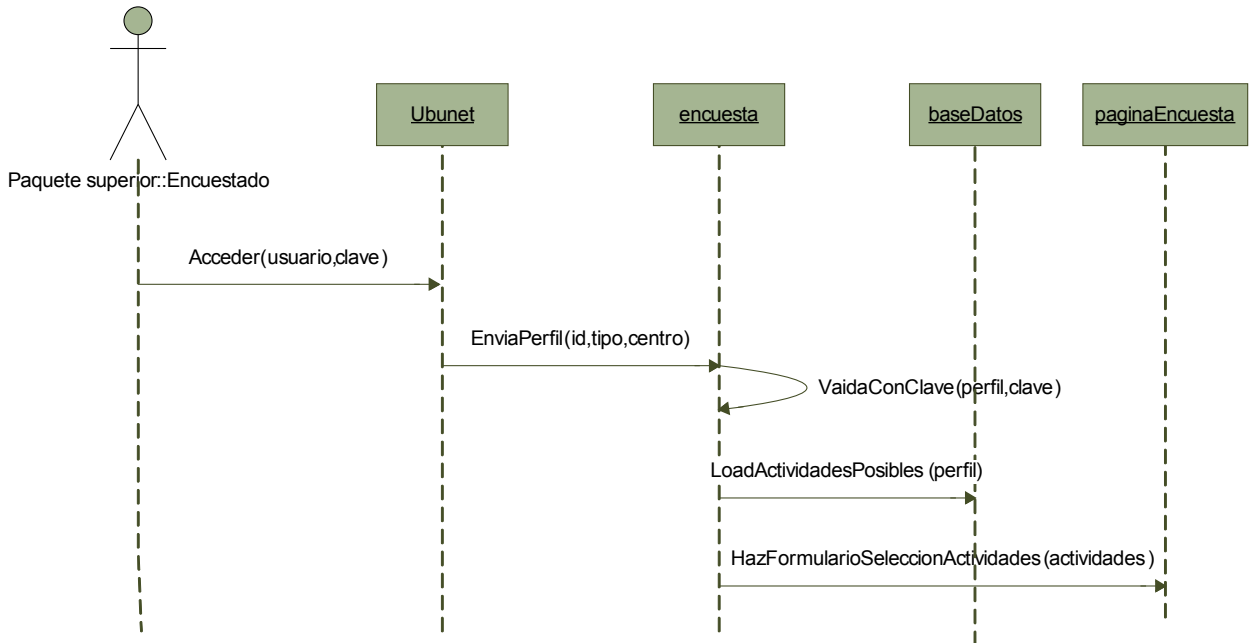 Ubunet
encuesta
baseDatos
paginaEncuesta
Paquete superior::Encuestado
Acceder(usuario,clave)
EnviaPerfil(id,tipo,centro)
VaidaConClave(perfil,clave)
LoadActividadesPosibles (perfil)
HazFormularioSeleccionActividades(actividades)